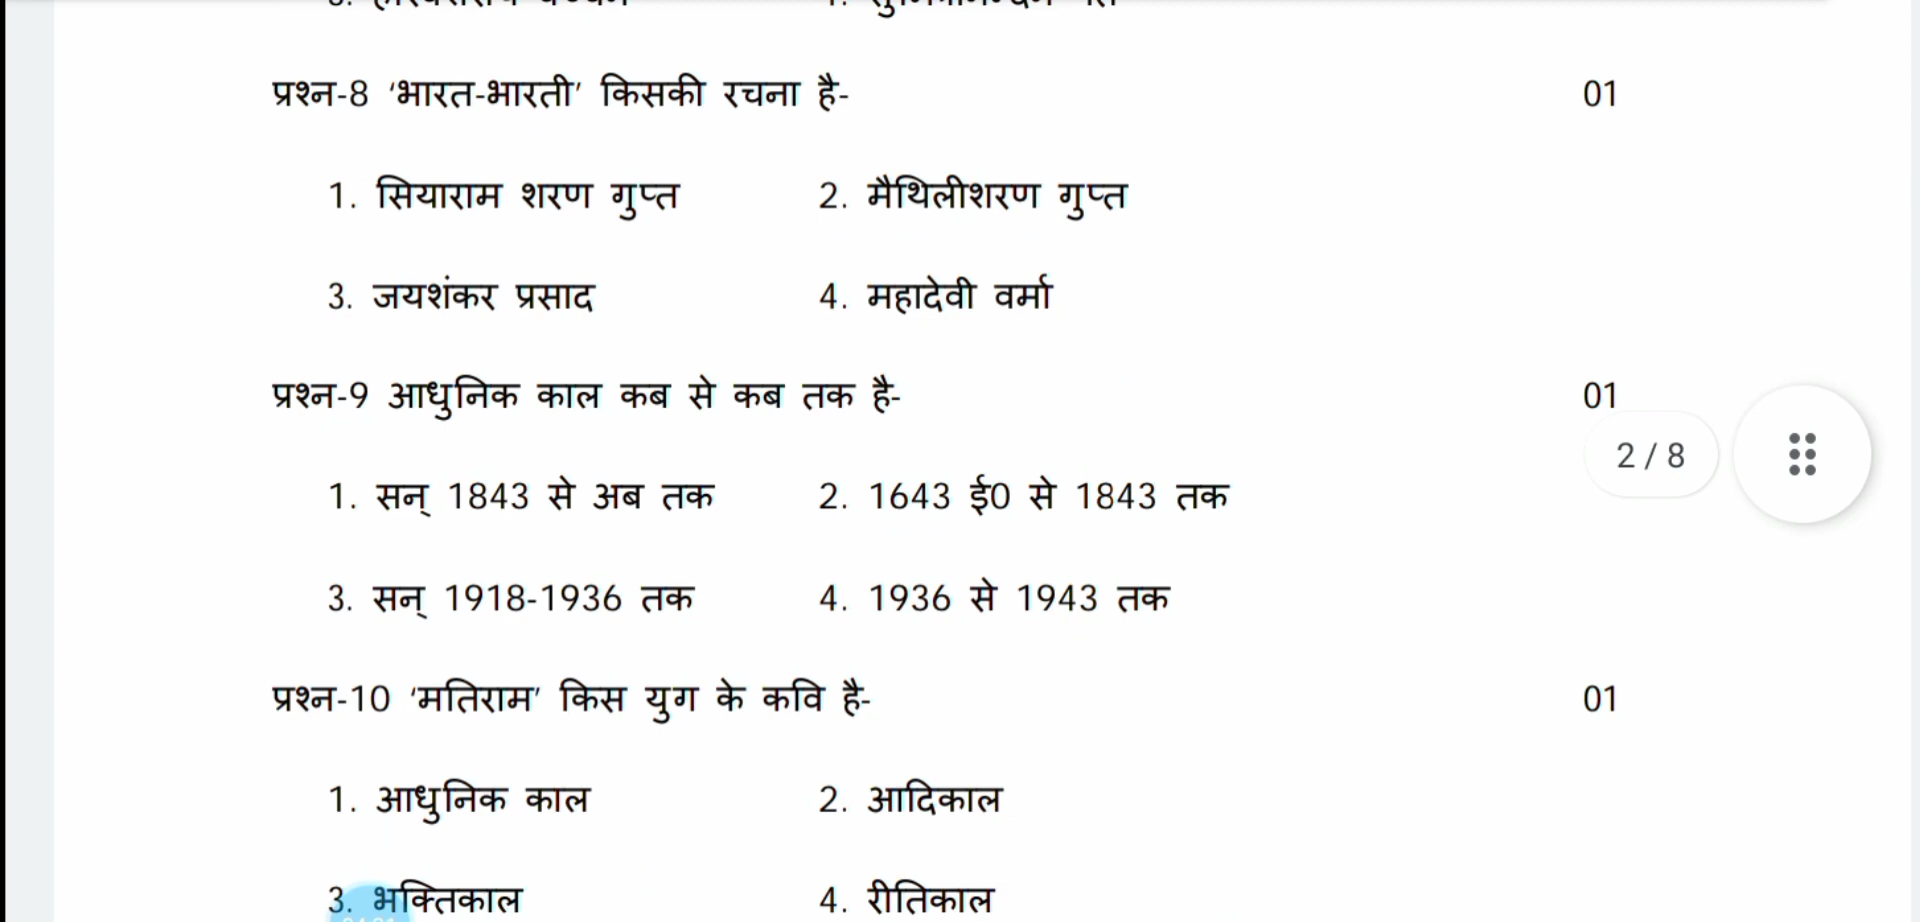 प्रश्न-8 ‘भारत-भारती’ किसकी रचना है- 01
1. सियाराम शरण गुप्त 2. मैथिलीशरण गुप्त
3. जयशंकर प्रसाद 4. महादेवी वर्मा
प्रश्न-9 आधुनिक काल कब से कब तक है- 01
2 / 8
1. सन् 1843 से अब तक 2. 1643 ई0 से 1843 तक
3. सन् 1918-1936 तक 4. 1936 से 1943 तक
प्रश्न-10 ‘मतिराम’ किस युग के कवि है- 01
1. आधुनिक काल 2. आदिकाल
3. भक्तिकाल 4. रीतिकाल